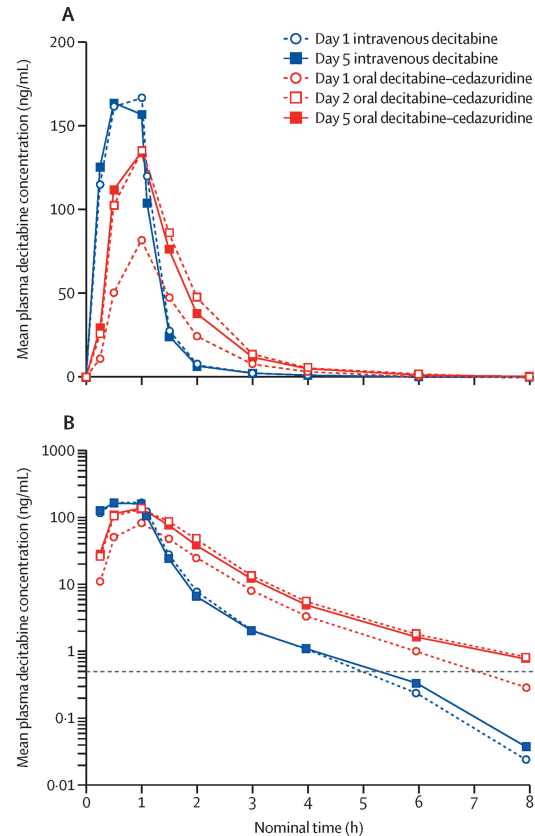 A
Mean plasma decitabine concentration (ng/mL)
200
150
100
50
0
Day 1 intravenous decitabine
Day 5 intravenous decitabine
Day 1 oral decitabine–cedazuridine
Day 2 oral decitabine–cedazuridine
Day 5 oral decitabine–cedazuridine
B
Mean plasma decitabine concentration (ng/mL)
1000
100
10
1
0·1
0·01
0 1 2 3 4 5 6 7 8
Nominal time (h)